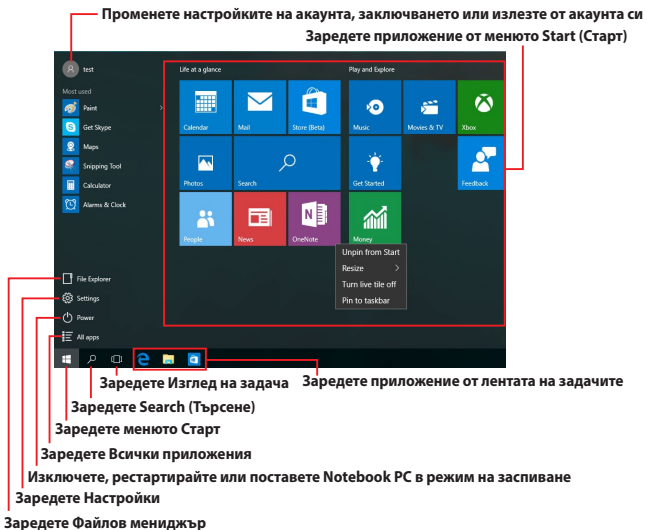 Променете настройките на акаунта, заключването или излезте от акаунта си
Заредете приложение от менюто Start (Старт)
test
Life at a glance
Play and Explore
Most used
Paint
Get Skype
Maps
Snipping Tool
Calculator
Alarms & Clock
Calendar
Mail
Store (Beta)
Music
Movies & TV
Xbox
Photos
Search
Get Started
Feedback
People
News
OneNote
Money
Unpin from Start
Resize
Turn live tile off
Pin to taskbar
File Explorer
Settings
Power
All apps
Заредете Изглед на задача
Заредете приложение от лентата на задачите
Заредете Search (Търсене)
Заредете менюто Старт
Заредете Всички приложения
Изключете, рестартирайте или поставете Notebook PC в режим на заспиване
Заредете Настройки
Заредете Файлов мениджър